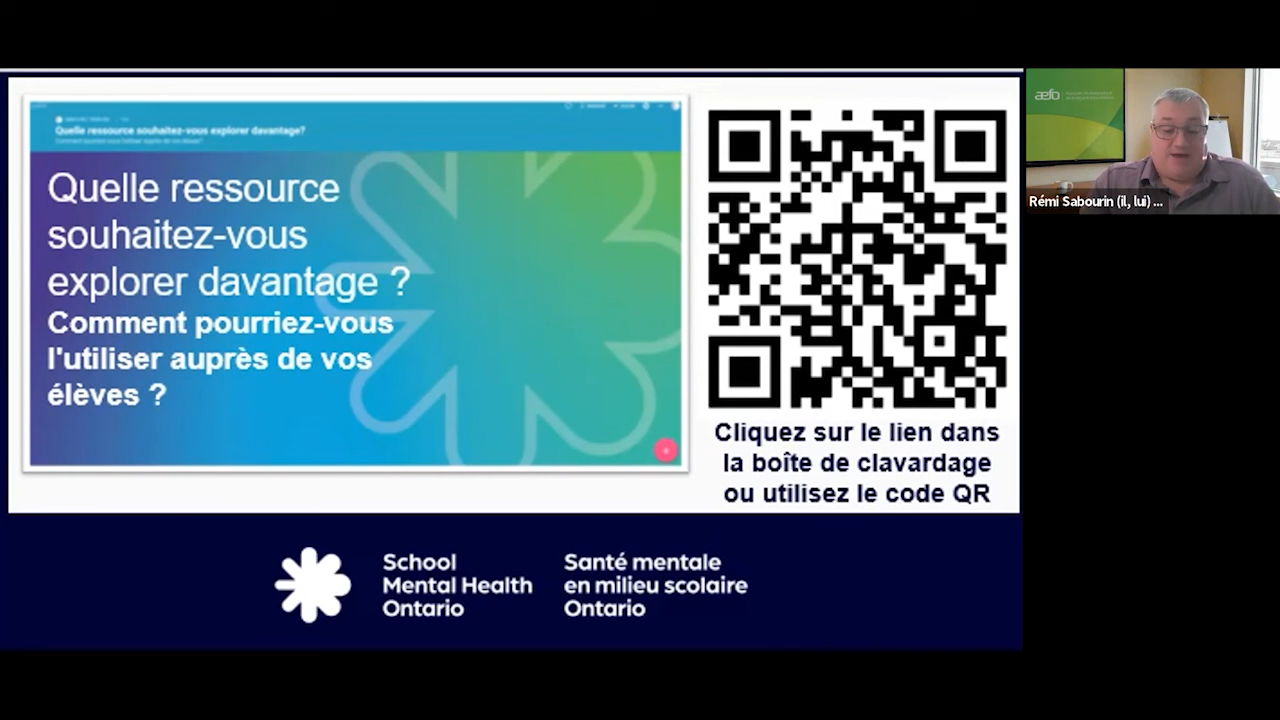 Quelle ressource souhaitez-vous explorer davantage?
Quelle ressource
souhaitez-vous
explorer davantage ?
Comment pourriez-vous
l'utiliser auprès de vos
élèves ?
Cliquez sur le lien dans
la boîte de clavardage
ou utilisez le code QR
School
Mental Health
Ontario
Santé mentale
en milieu scolaire
Ontario
aefo
Rémi Sabourin (il, lui) ...